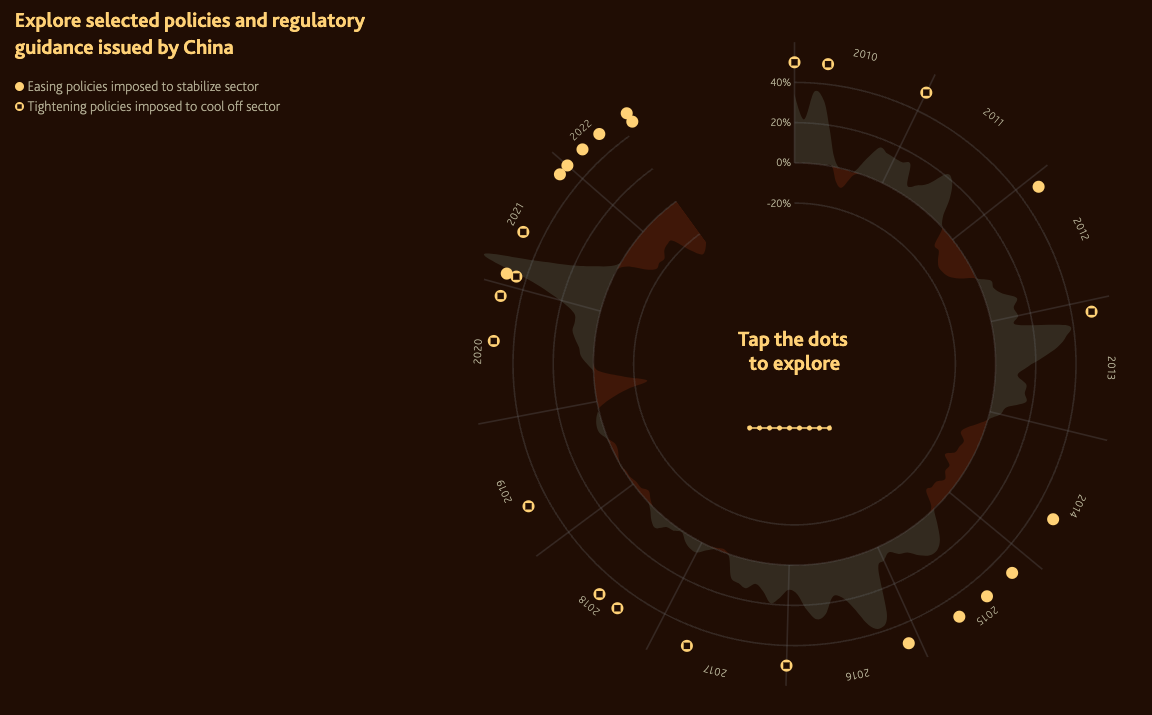 Explore selected policies and regulatory
guidance issued by China
Easing policies imposed to stabilize sector
Tightening policies imposed to cool off sector
40%
20%
0%
-20%
2010
2011
2012
2013
2014
2015
2016
2017
2018
2019
2020
2021
2022
Tap the dots
to explore